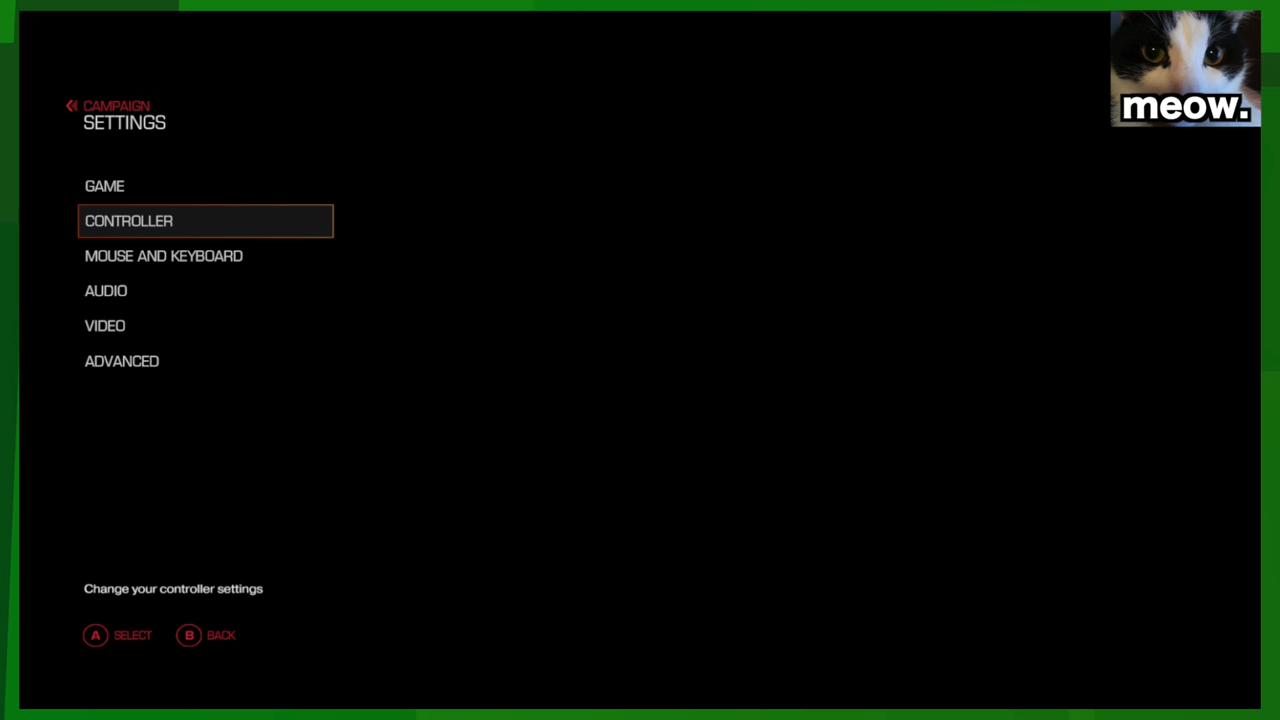 meow.
CAMPAIGN
SETTINGS
GAME
CONTROLLER
MOUSE AND KEYBOARD
AUDIO
VIDEO
ADVANCED
Change your controller settings
A SELECT B BACK